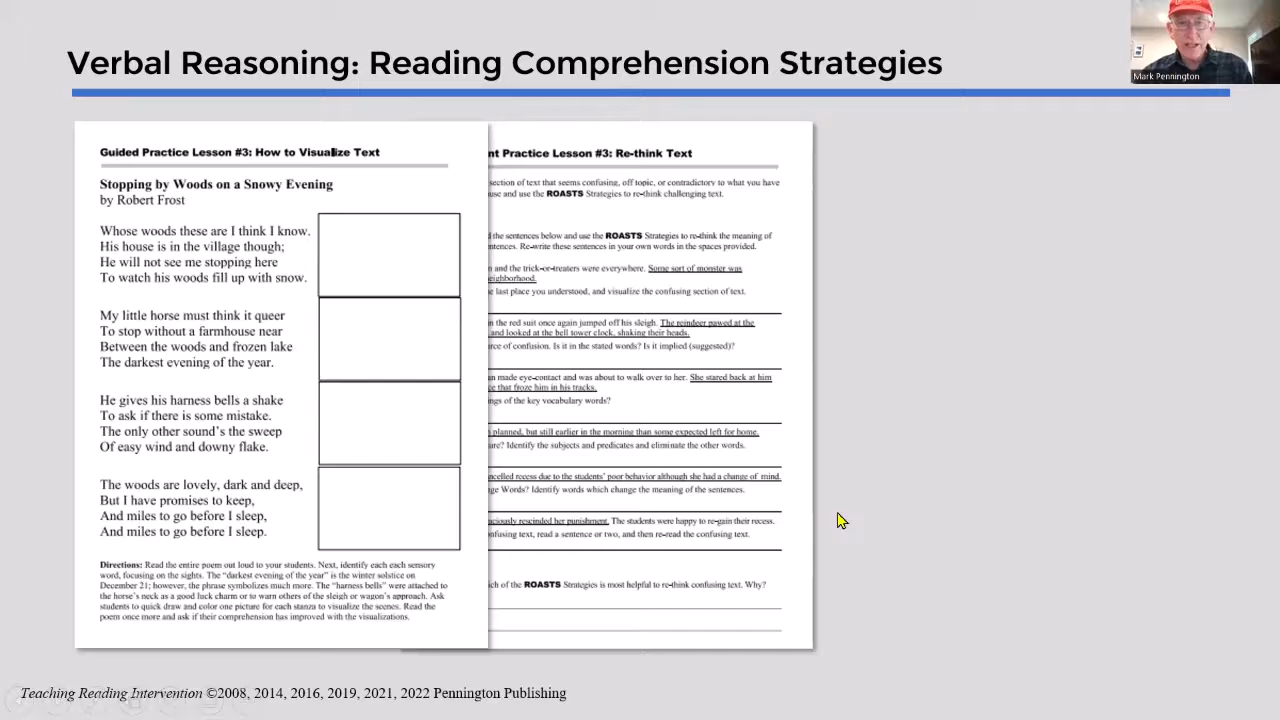 Verbal Reasoning: Reading Comprehension Strategies
Mark Pennington
Guided Practice Lesson #3: How to Visualize Text
Stopping by Woods on a Snowy Evening
by Robert Frost
Whose woods these are I think I know.
His house is in the village though;
He will not see me stopping here
To watch his woods fill up with snow.
My little horse must think it queer
To stop without a farmhouse near
Between the woods and frozen lake
The darkest evening of the year.
He gives his harness bells a shake
To ask if there is some mistake.
The only other sound's the sweep
Of easy wind and downy flake.
The woods are lovely, dark and deep,
But I have promises to keep,
And miles to go before I sleep,
And miles to go before I sleep.
Directions: Read the entire poem out loud to your students. Next, identify each each sensory
word, focusing on the sights. The "darkest evening of the year" is the winter solstice on
December 21; however, the phrase symbolizes much more. The "harness bells" were attached to
the horse's neck as a good luck charm or to warn others of the sleigh or wagon's approach. Ask
students to quick draw and color one picture for each stanza to visualize the scenes. Read the
poem once more and ask if their comprehension has improved with the visualizations.
nt Practice Lesson #3: Re-think Text
section of text that seems confusing, off topic, or contradictory to what you have
use and use the ROASTS Strategies to re-think challenging text.
d the sentences below and use the ROASTS Strategies to re-think the meaning of
ntences. Re-write these sentences in your own words in the spaces provided.
n and the trick-or-treaters were everywhere. Some sort of monster was
eighborhood.
e last place you understood, and visualize the confusing section of text.
n the red suit once again jumped off his sleigh. The reindeer pawed at the
and looked at the bell tower clock, shaking their heads.
rce of confusion. Is it in the stated words? Is it implied (suggested)?
an made eye-contact and was about to walk over to her. She stared back at him
ce that froze him in his tracks.
ngs of the key vocabulary words?
planned, but still earlier in the morning than some expected left for home.
ure? Identify the subjects and predicates and eliminate the other words.
ncelled recess due to the students' poor behavior although she had a change of mind.
ge Words? Identify words which change the meaning of the sentences.
aciously rescinded her punishment. The students were happy to re-gain their recess.
onfusing text, read a sentence or two, and then re-read the confusing text.
ich of the ROASTS Strategies is most helpful to re-think confusing text. Why?
Teaching Reading Intervention ©2008, 2014, 2016, 2019, 2021, 2022 Pennington Publishing